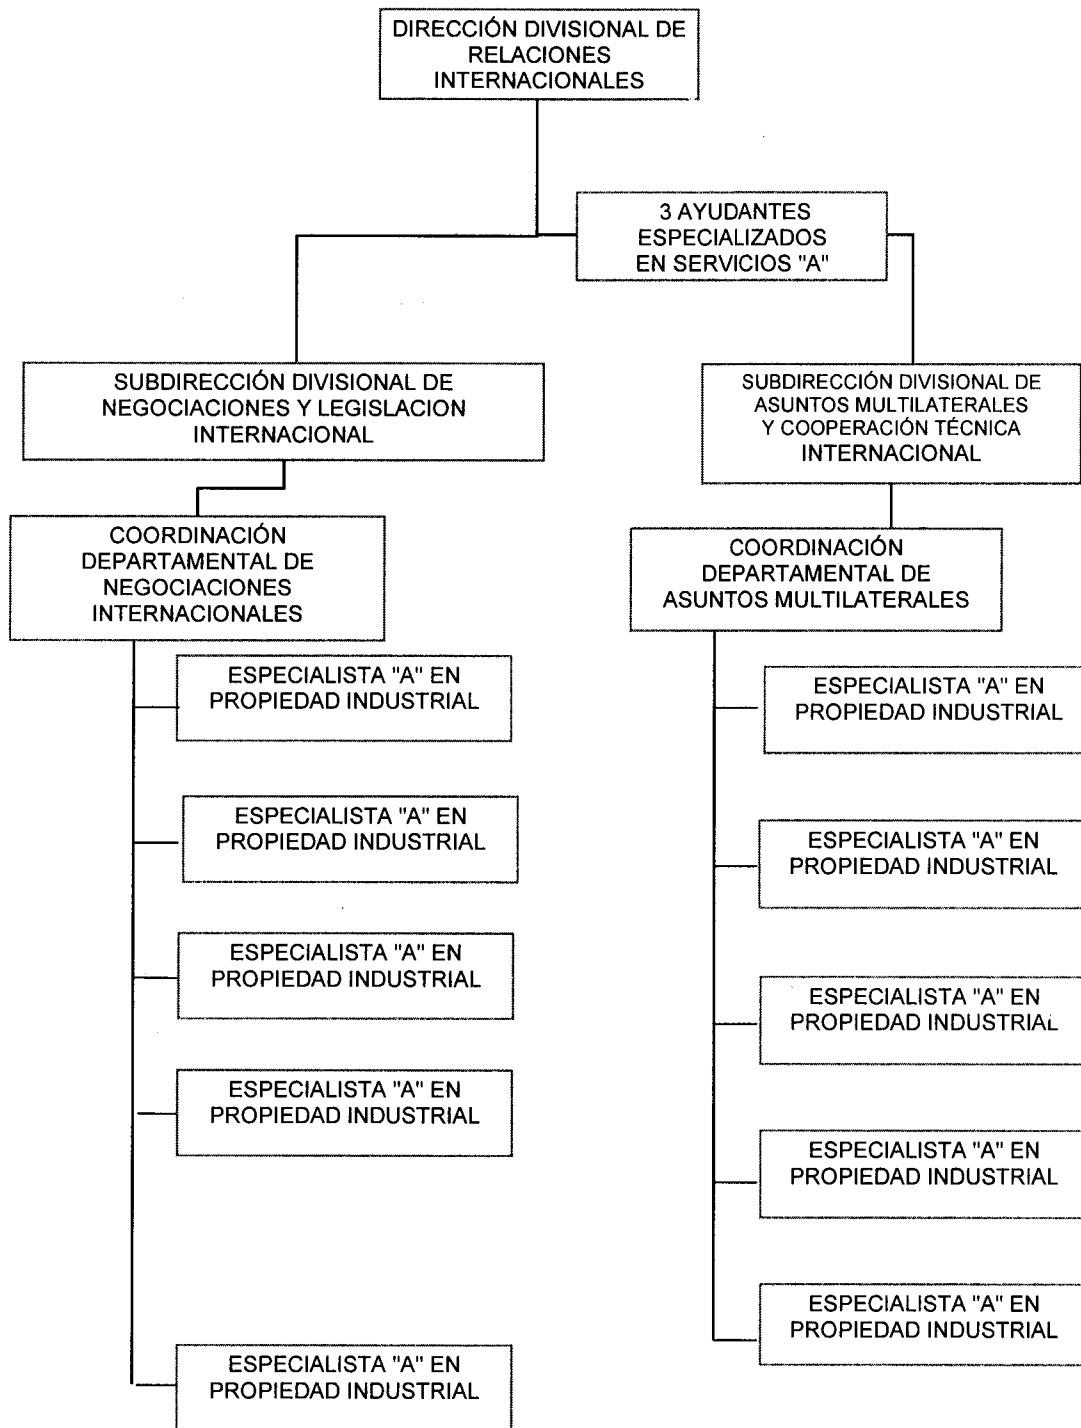 DIRECCIÓN DIVISIONAL DE
RELACIONES
INTERNACIONALES
3 AYUDANTES
ESPECIALIZADOS
EN SERVICIOS "A"
SUBDIRECCIÓN DIVISIONAL DE
NEGOCIACIONES Y LEGISLACION
INTERNACIONAL
SUBDIRECCIÓN DIVISIONAL DE
ASUNTOS MULTILATERALES
Y COOPERACIÓN TÉCNICA
INTERNACIONAL
COORDINACIÓN
DEPARTAMENTAL DE
NEGOCIACIONES
INTERNACIONALES
COORDINACIÓN
DEPARTAMENTAL DE
ASUNTOS MULTILATERALES
ESPECIALISTA "A" EN
PROPIEDAD INDUSTRIAL
ESPECIALISTA "A" EN
PROPIEDAD INDUSTRIAL
ESPECIALISTA "A" EN
PROPIEDAD INDUSTRIAL
ESPECIALISTA "A" EN
PROPIEDAD INDUSTRIAL
ESPECIALISTA "A" EN
PROPIEDAD INDUSTRIAL
ESPECIALISTA "A" EN
PROPIEDAD INDUSTRIAL
ESPECIALISTA "A" EN
PROPIEDAD INDUSTRIAL
ESPECIALISTA "A" EN
PROPIEDAD INDUSTRIAL
ESPECIALISTA "A" EN
PROPIEDAD INDUSTRIAL
ESPECIALISTA "A" EN
PROPIEDAD INDUSTRIAL